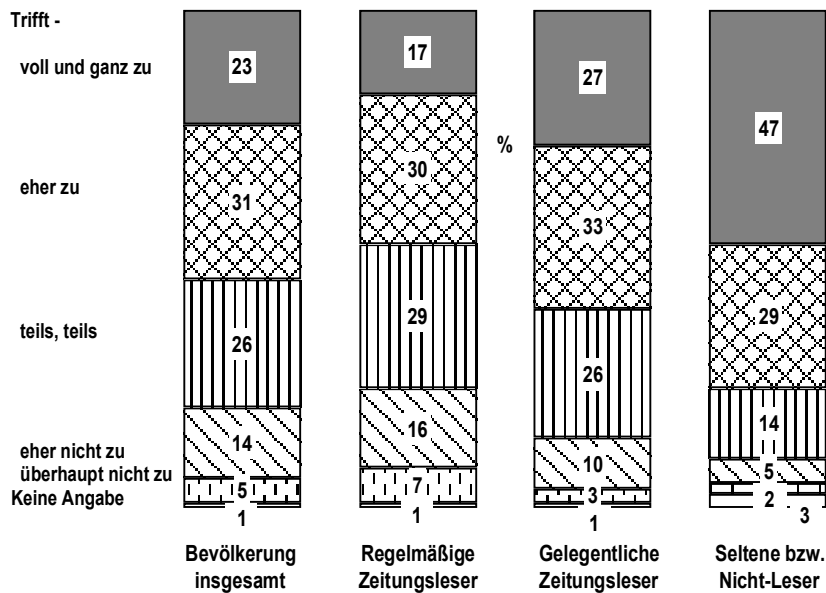 Trifft -
voll und ganz zu
eher zu
teils, teils
eher nicht zu
überhaupt nicht zu
Keine Angabe
%
23
31
26
14
5
1
Bevölkerung
insgesamt
17
30
29
16
7
1
Regelmäßige
Zeitungsleser
27
33
26
10
3
1
Gelegentliche
Zeitungsleser
47
29
14
5
2
3
Seltene bzw.
Nicht-Leser